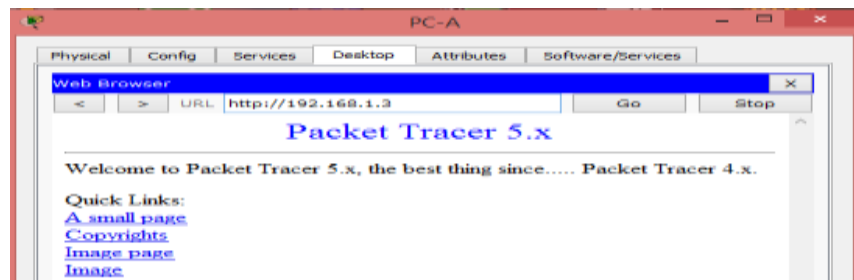 PC-A
Physical Config Services Desktop Attributes Software/Services
Web Browser X
< > URL http://192.168.1.3 Go Stop
Packet Tracer 5.x
Welcome to Packet Tracer 5.x, the best thing since..... Packet Tracer 4.x.
Quick Links:
A small page
Copyrights
Image page
Image